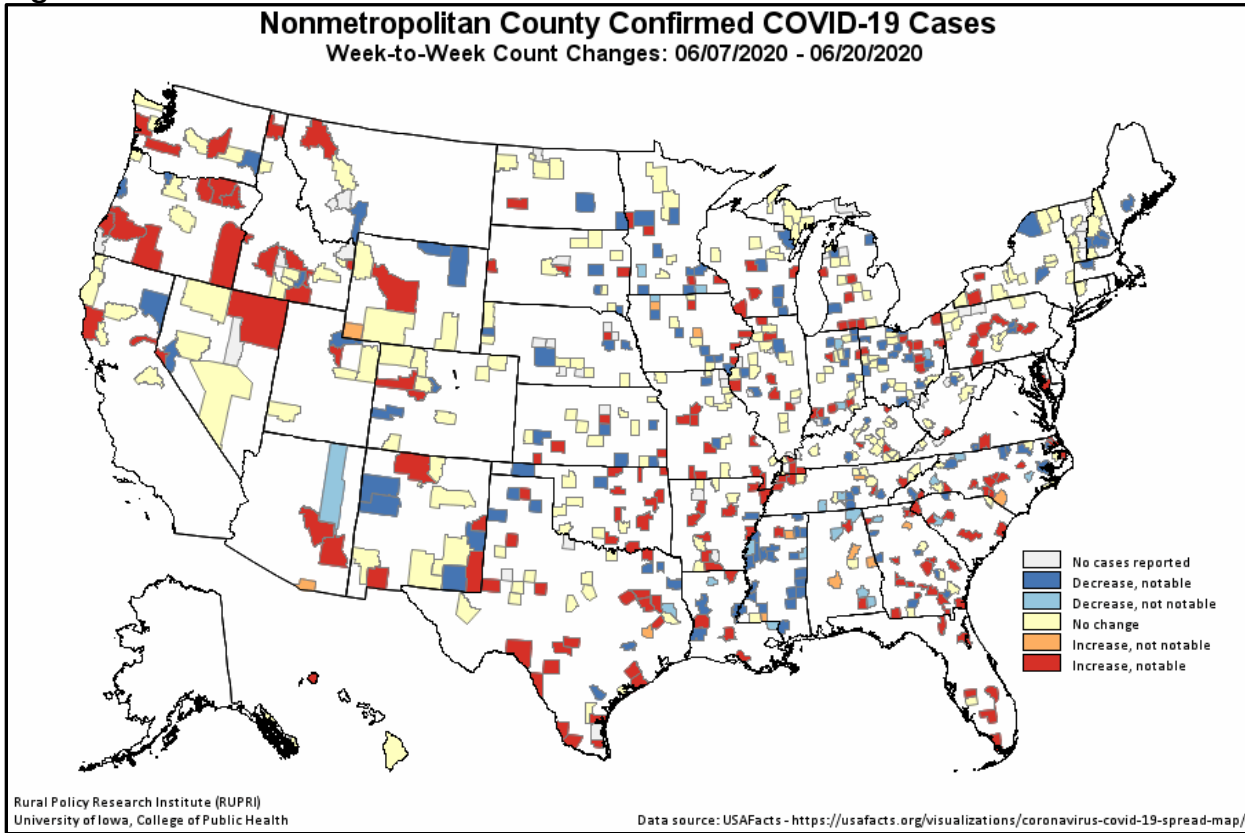 Nonmetropolitan County Confirmed COVID-19 Cases
Week-to-Week Count Changes: 06/07/2020 - 06/20/2020
No cases reported
Decrease, notable
Decrease, not notable
No change
Increase, not notable
Increase, notable
Rural Policy Research Institute (RUPRI)
University of Iowa, College of Public Health
Data source: USAFacts - https://usafacts.org/visualizations/coronavirus-covid-19-spread-map/